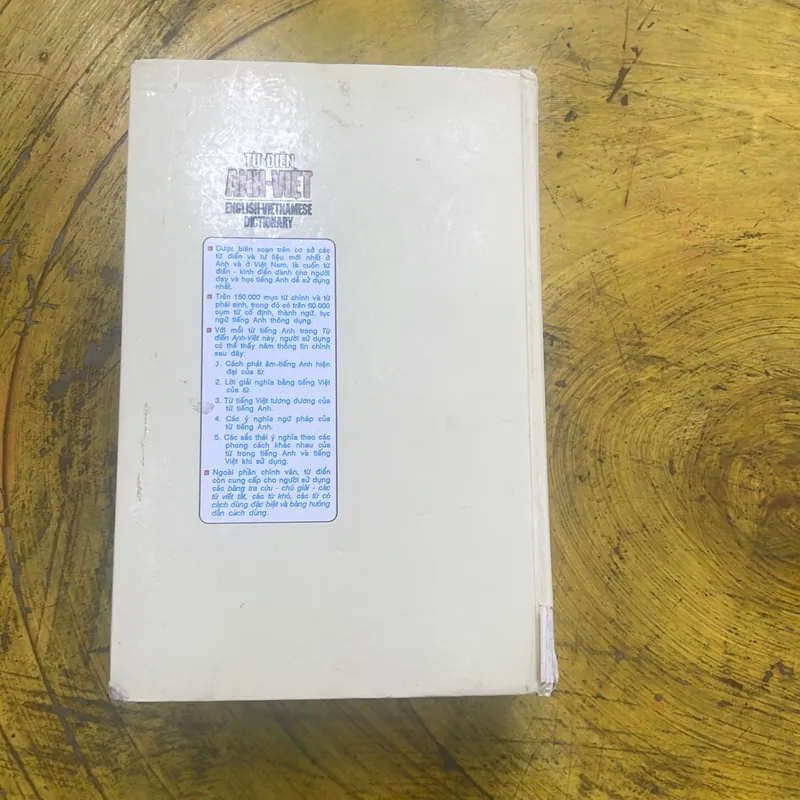 TỪ ĐIỂN
ANH-VIỆT
ENGLISH-VIETNAMESE
DICTIONARY
Được biên soạn trên cơ sở các
từ điển và tư liệu mới nhất ở
Anh và ở Việt Nam, là cuốn từ
điển - kinh điển dành cho người
dạy và học tiếng Anh dễ sử dụng
nhất.
Trên 150.000 mục từ chính và từ
phái sinh, trong đó có trên 60.000
cụm từ cố định, thành ngữ, tục
ngữ tiếng Anh thông dụng.
Với mỗi từ tiếng Anh trong Từ
điển Anh-Việt này, người sử dụng
có thể thấy năm thông tin chính
sau đây:
1. Cách phát âm-tiếng Anh hiện
đại của từ.
2. Lời giải nghĩa bằng tiếng Việt
của từ.
3. Từ tiếng Việt tương đương của
từ tiếng Anh.
4. Các ý nghĩa ngữ pháp của
từ tiếng Anh.
5. Các sắc thái ý nghĩa theo các
phong cách khác nhau của
từ trong tiếng Anh và tiếng
Việt khi sử dụng.
Ngoài phần chính văn, từ điển
còn cung cấp cho người sử dụng
các bảng tra cứu - chú giải - các
từ viết tắt, các từ khó, các từ có
cách dùng đặc biệt và bảng hướng
dẫn cách dùng.